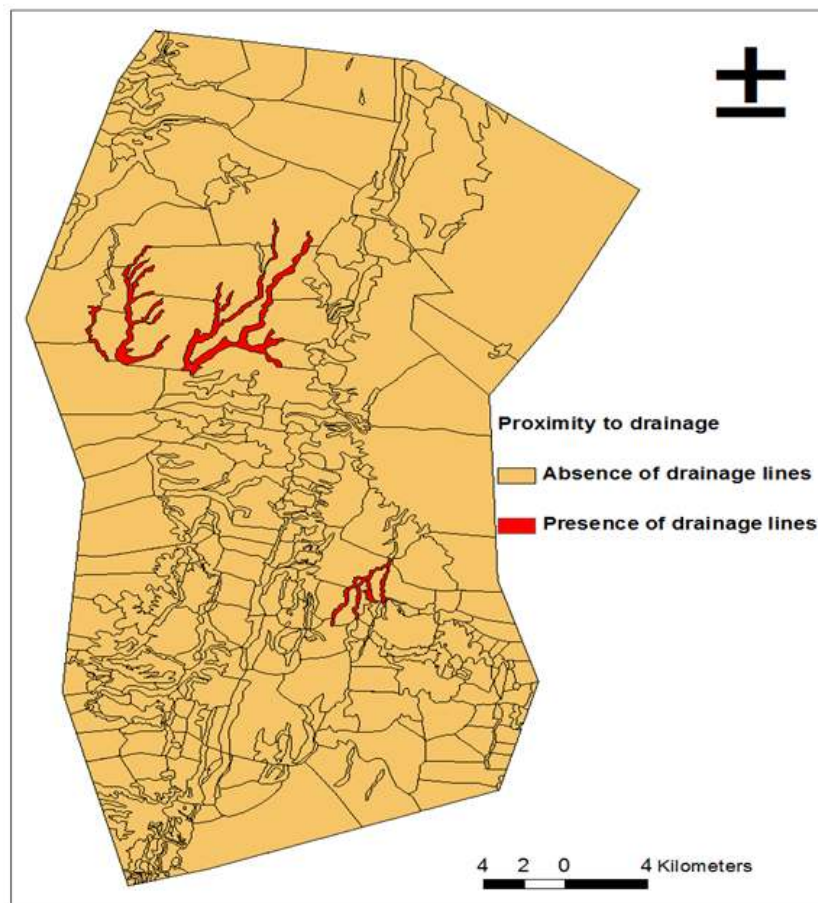 Proximity to drainage
Absence of drainage lines
Presence of drainage lines
4 2 0 4 Kilometers